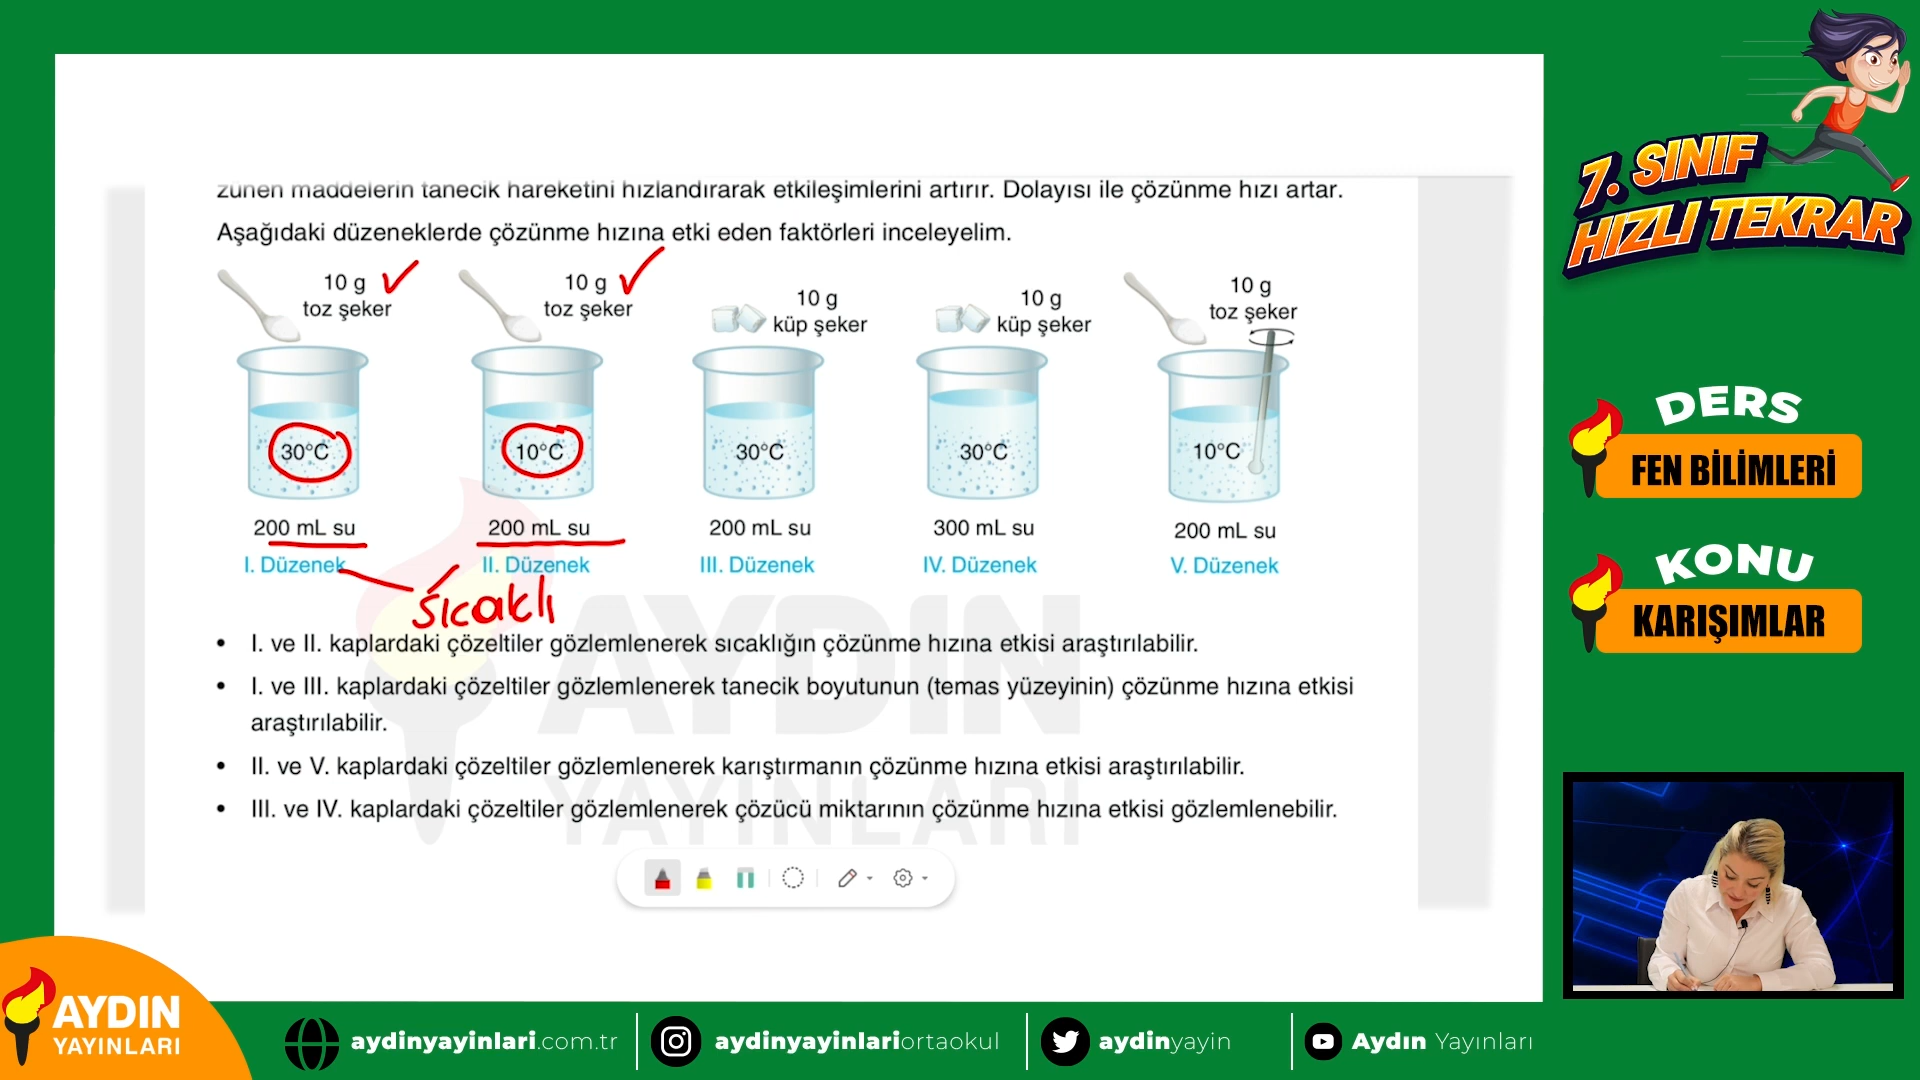 zünen maddelerin tanecik hareketini hızlandırarak etkileşimlerini artırır. Dolayısı ile çözünme hızı artar.
Aşağıdaki düzeneklerde çözünme hızına etki eden faktörleri inceleyelim.
10 g
toz şeker
10 g
toz şeker
10 g
küp şeker
10 g
küp şeker
10 g
toz şeker
30°C
10°C
30°C
30°C
10°C
200 mL su
200 mL su
200 mL su
300 mL su
200 mL su
I. Düzenek
II. Düzenek
III. Düzenek
IV. Düzenek
V. Düzenek
sıcaklı
• I. ve II. kaplardaki çözeltiler gözlemlenerek sıcaklığın çözünme hızına etkisi araştırılabilir.
• I. ve III. kaplardaki çözeltiler gözlemlenerek tanecik boyutunun (temas yüzeyinin) çözünme hızına etkisi
araştırılabilir.
• II. ve V. kaplardaki çözeltiler gözlemlenerek karıştırmanın çözünme hızına etkisi araştırılabilir.
• III. ve IV. kaplardaki çözeltiler gözlemlenerek çözücü miktarının çözünme hızına etkisi gözlemlenebilir.
AYDIN
YAYINLARI
7. SINIF
HIZLI TEKRAR
DERS
FEN BİLİMLERİ
KONU
KARIŞIMLAR
AYDIN
YAYINLARI
aydinyayinlari.com.tr
aydinyayinlariortaokul
aydinyayin
Aydın Yayınları